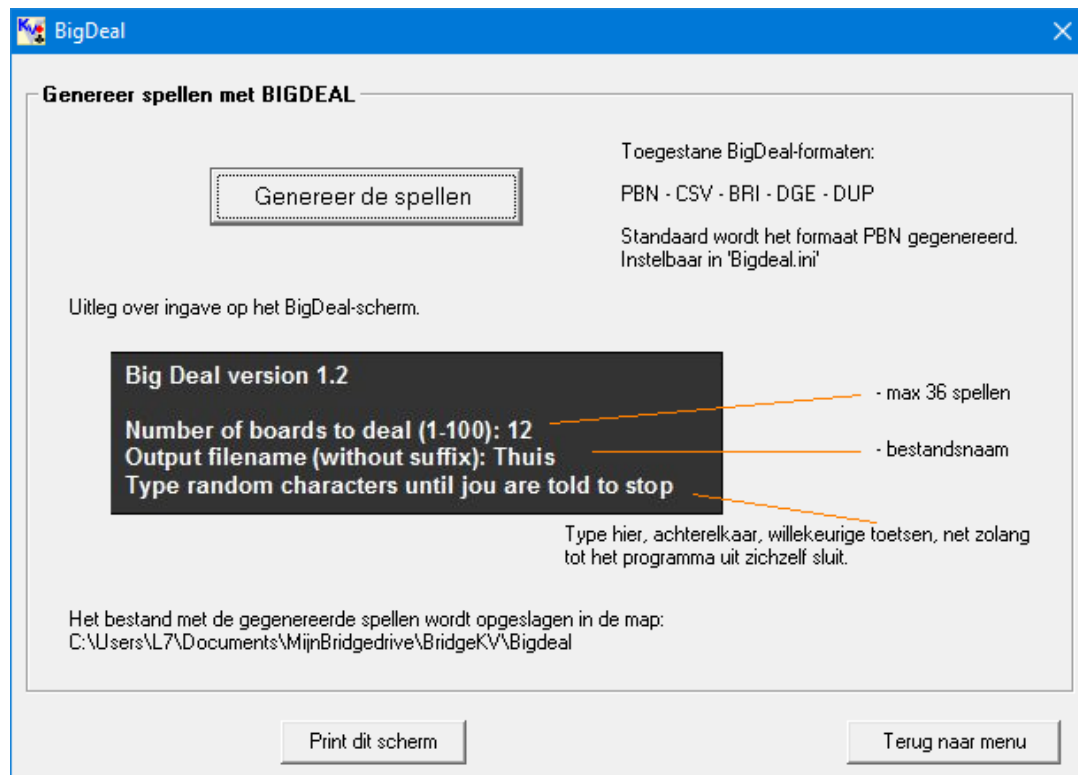 BigDeal
Genereer spellen met BIGDEAL
Genereer de spellen
Toegestane BigDeal-formaten:
PBN - CSV - BRI - DGE - DUP
Standaard wordt het formaat PBN gegenereerd.
Instelbaar in 'Bigdeal.ini'
Uitleg over ingave op het BigDeal-scherm.
Big Deal version 1.2
Number of boards to deal (1-100): 12
Output filename (without suffix): Thuis
Type random characters until jou are told to stop
- max 36 spellen
- bestandsnaam
Type hier, achterelkaar, willekeurige toetsen, net zolang
tot het programma uit zichzelf sluit.
Het bestand met de gegenereerde spellen wordt opgeslagen in de map:
C:\Users\L7\Documents\MijnBridgedrive\BridgeKV\Bigdeal
Print dit scherm
Terug naar menu